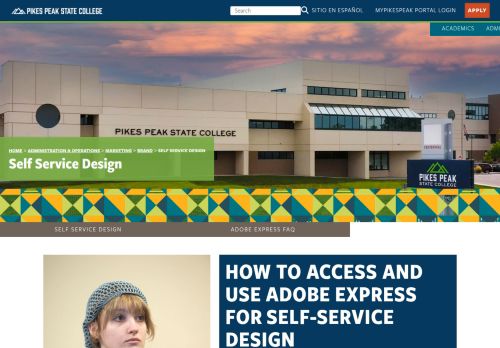 PIKES PEAK STATE COLLEGE
Search
SITIO EN ESPAÑOL
MYPIKESPEAK PORTAL LOGIN
APPLY
ACADEMICS
PIKES PEAK STATE COLLEGE
HOME > ADMINISTRATION & OPERATIONS > MARKETING > BRAND > SELF SERVICE DESIGN
Self Service Design
PIKES PEAK
STATE COLLEGE
SELF SERVICE DESIGN
ADOBE EXPRESS FAQ
HOW TO ACCESS AND
USE ADOBE EXPRESS
FOR SELF-SERVICE
DESIGN